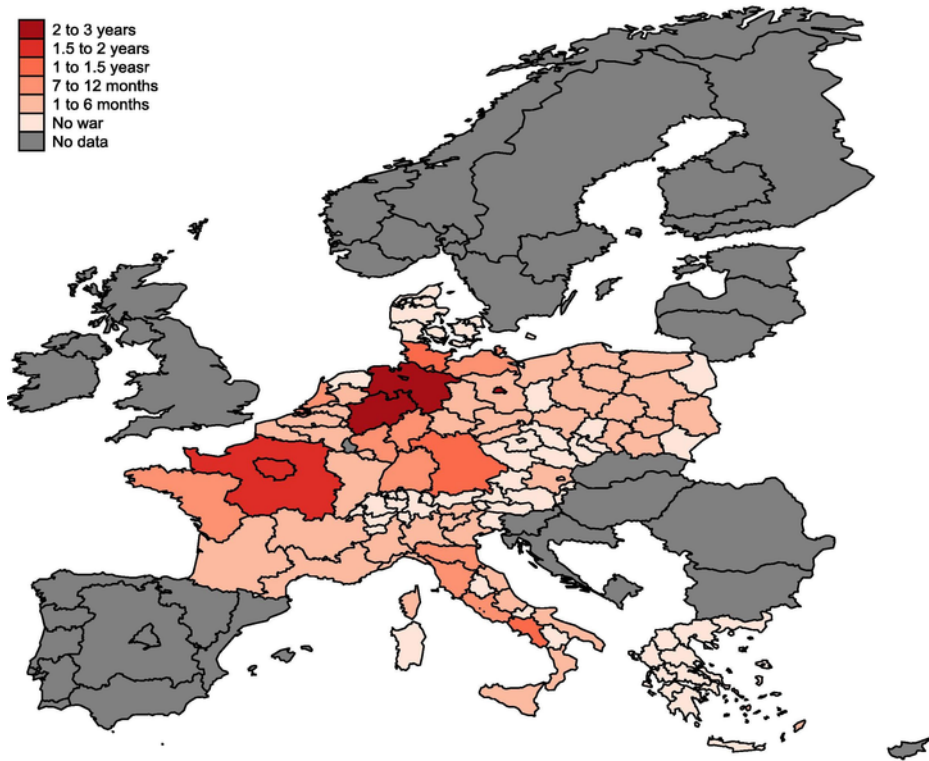 2 to 3 years
1.5 to 2 years
1 to 1.5 yeasr
7 to 12 months
1 to 6 months
No war
No data